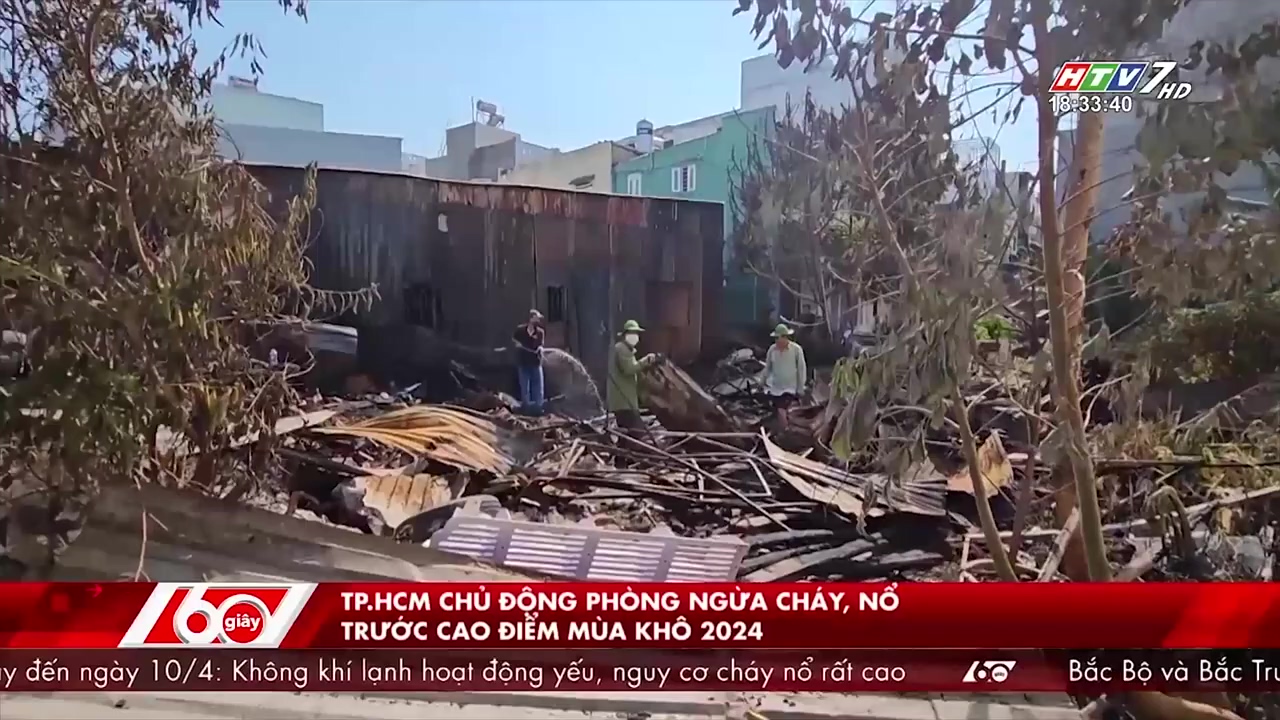 HTV7 HD
18:33:40
60 giây
TP.HCM CHỦ ĐỘNG PHÒNG NGỪA CHÁY, NỔ
TRƯỚC CAO ĐIỂM MÙA KHÔ 2024
đến ngày 10/4: Không khí lạnh hoạt động yếu, nguy cơ cháy nổ rất cao
60 giây
Bắc Bộ và Bắc